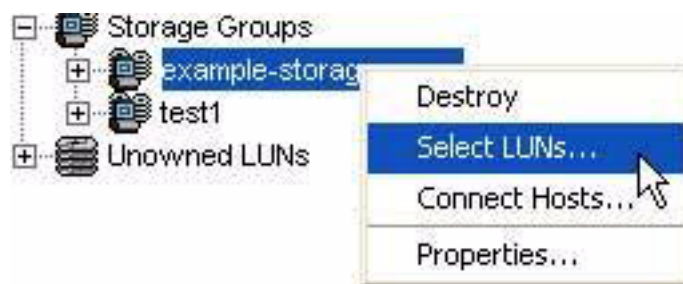 Storage Groups
example-storag
test1
Unowned LUNs
Destroy
Select LUNs...
Connect Hosts...
Properties...